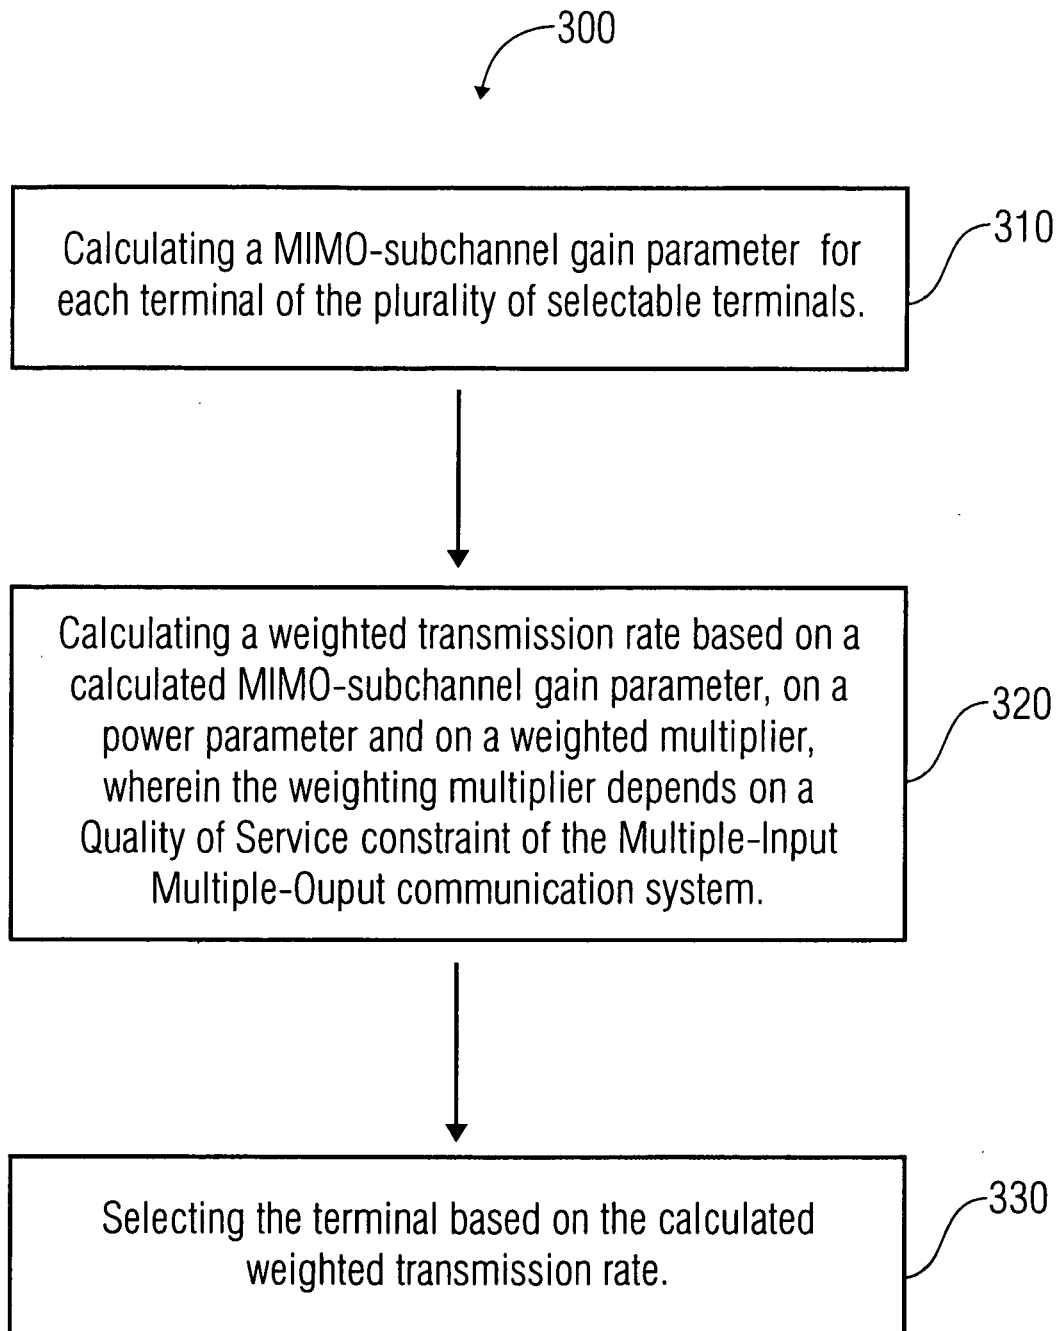 300
Calculating a MIMO-subchannel gain parameter for
each terminal of the plurality of selectable terminals.
310
Calculating a weighted transmission rate based on a
calculated MIMO-subchannel gain parameter, on a
power parameter and on a weighted multiplier,
wherein the weighting multiplier depends on a
Quality of Service constraint of the Multiple-Input
Multiple-Ouput communication system.
320
Selecting the terminal based on the calculated
weighted transmission rate.
330